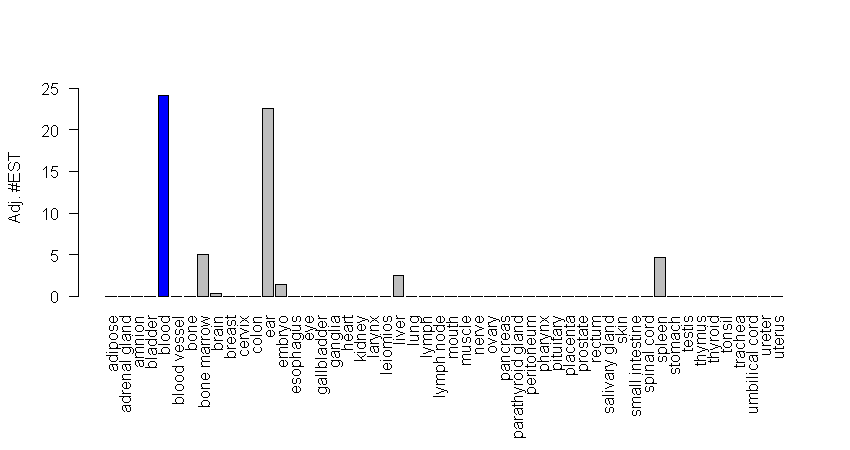 Adj. #EST
25
20
15
10
5
0
adipose
adrenal gland
amnion
bladder
blood
blood vessel
bone
bone marrow
brain
breast
cervix
colon
ear
embryo
esophagus
eye
gallbladder
ganglia
heart
kidney
larynx
leiomios
liver
lung
lymph
lymph node
mouth
muscle
nerve
ovary
pancreas
parathyroid gland
peritoneum
pharynx
pituitary
placenta
prostate
rectum
salivary gland
skin
small intestine
spinal cord
spleen
stomach
testis
thymus
thyroid
tonsil
trachea
umbilical cord
ureter
uterus